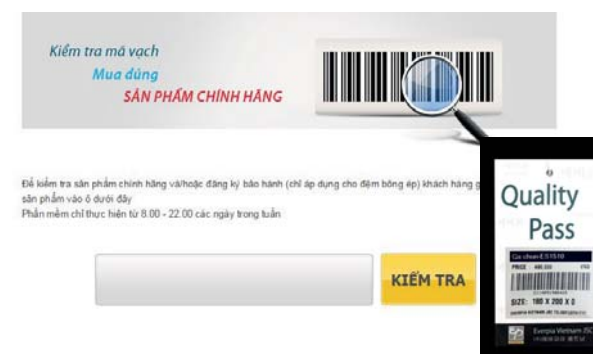 Kiểm tra mã vạch
Mua đúng
SẢN PHẨM CHÍNH HÃNG
Để kiểm tra sản phẩm chính hãng và/hoặc đăng ký bảo hành (chỉ áp dụng cho đệm bông ép) khách hàng g
sản phẩm vào ô dưới đây
Phần mềm chỉ thực hiện từ 8.00 - 22.00 các ngày trong tuần
KIỂM TRA
Quality
Pass
PRICE :
VND
SIZE: 180 X 200 X 0
Everpia Vietnam JSC